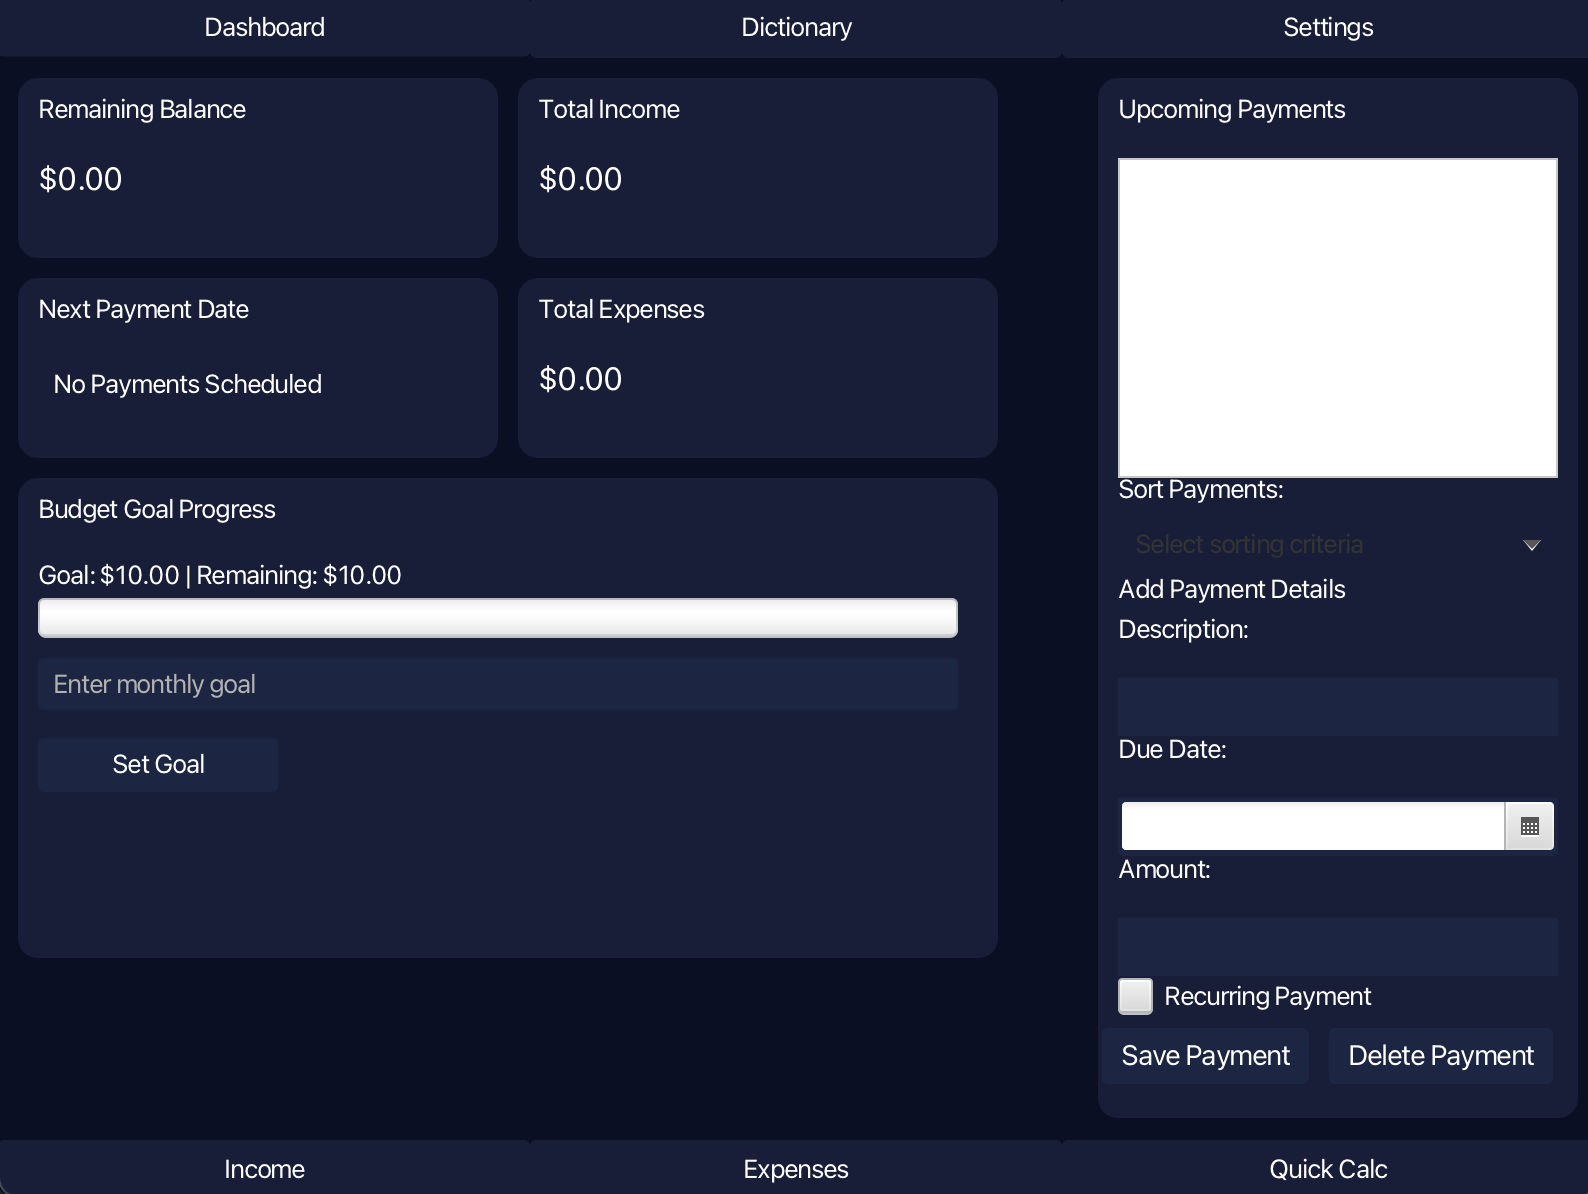 Dashboard
Dictionary
Settings
Remaining Balance
$0.00
Total Income
$0.00
Next Payment Date
No Payments Scheduled
Total Expenses
$0.00
Budget Goal Progress
Goal: $10.00 | Remaining: $10.00
Enter monthly goal
Set Goal
Upcoming Payments
Sort Payments:
Select sorting criteria
Add Payment Details
Description:
Due Date:
Amount:
Recurring Payment
Save Payment
Delete Payment
Income
Expenses
Quick Calc